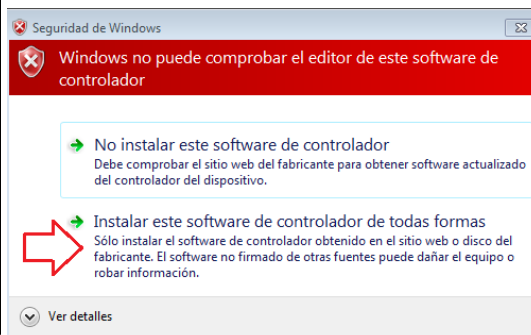 Seguridad de Windows
Windows no puede comprobar el editor de este software de
controlador
No instalar este software de controlador
Debe comprobar el sitio web del fabricante para obtener software actualizado
del controlador del dispositivo.
Instalar este software de controlador de todas formas
Sólo instalar el software de controlador obtenido en el sitio web o disco del
fabricante. El software no firmado de otras fuentes puede dañar el equipo o
robar información.
Ver detalles